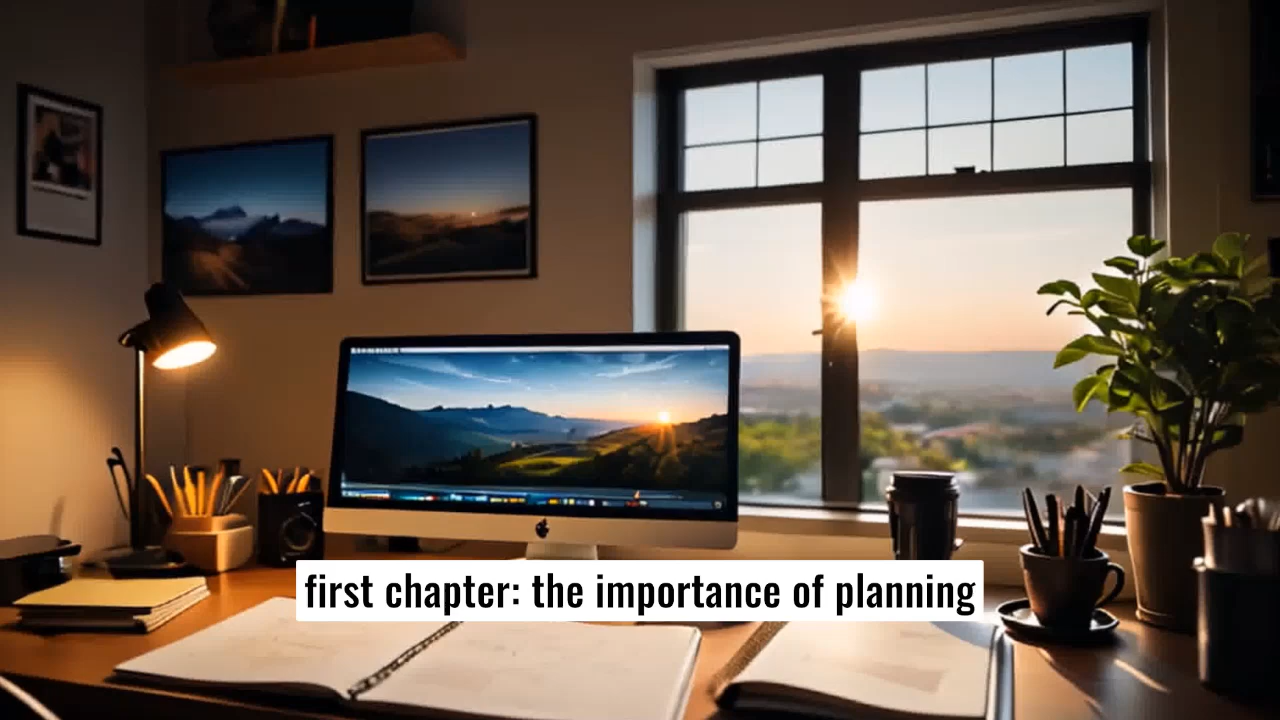 first chapter: the importance of planning